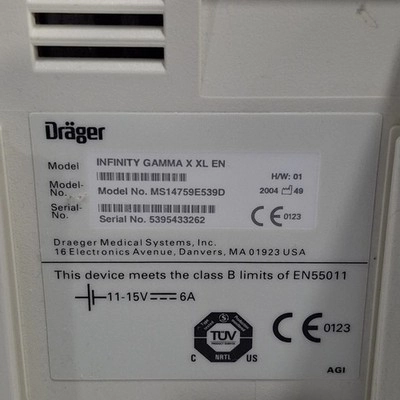 Dräger
Model INFINITY GAMMA X XL EN
H/W: 01
Model-No. Model No. MS14759E539D
2004 49
Serial-No. Serial No. 5395433262
CE 0123
Draeger Medical Systems, Inc.
16 Electronics Avenue, Danvers, MA 01923 USA
This device meets the class B limits of EN55011
11-15V 6A
TÜV
C NRTL US
CE 0123
AGI